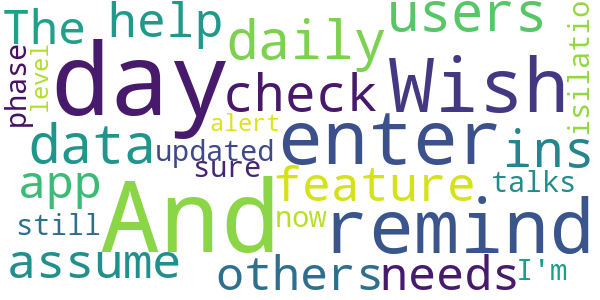 The help users
phase level day daily isilatio
check Wish
data updated enter ins
alert sure
app And feature talks
still now remind
assume others needs I'm